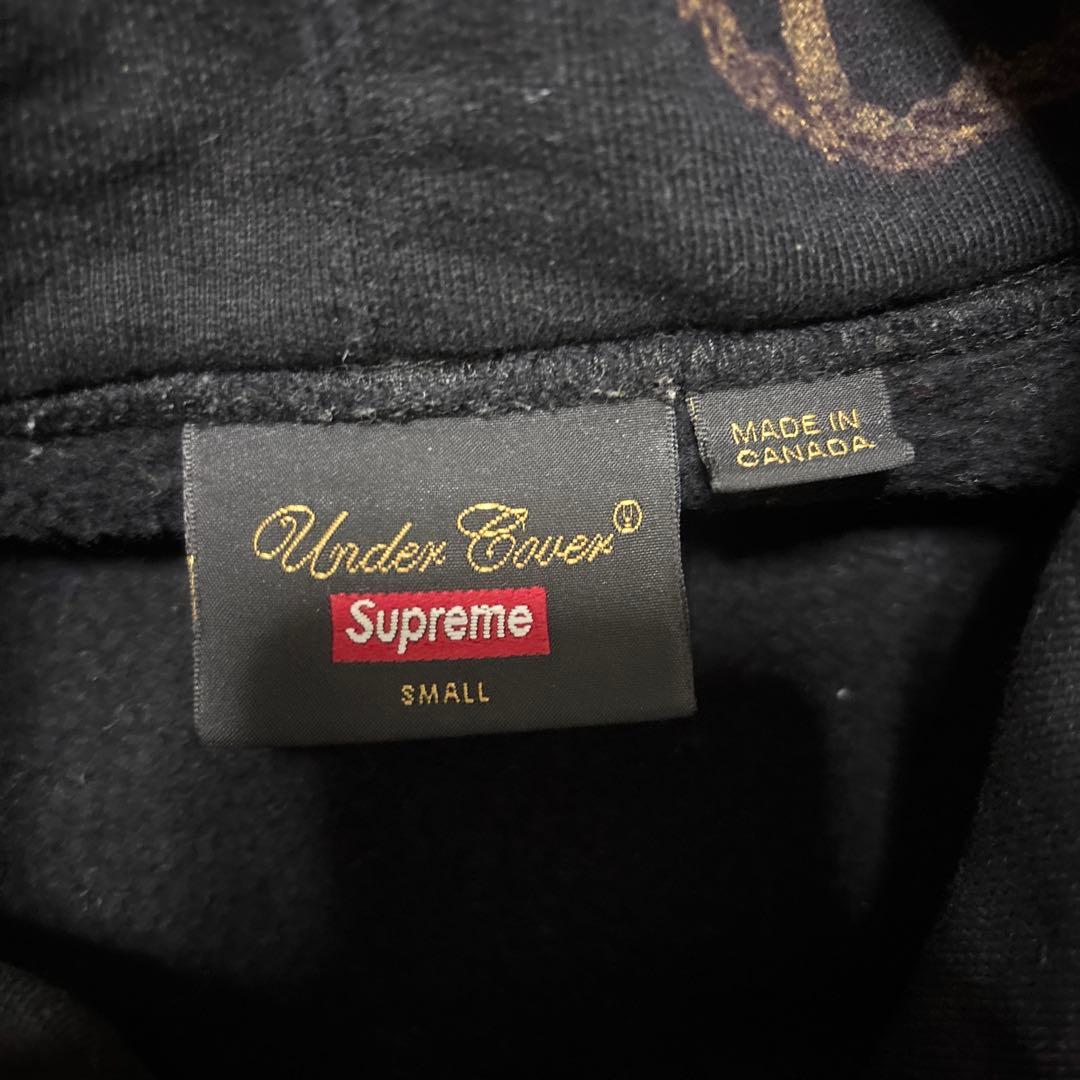 Under Cover
Supreme
SMALL
MADE IN
CANADA